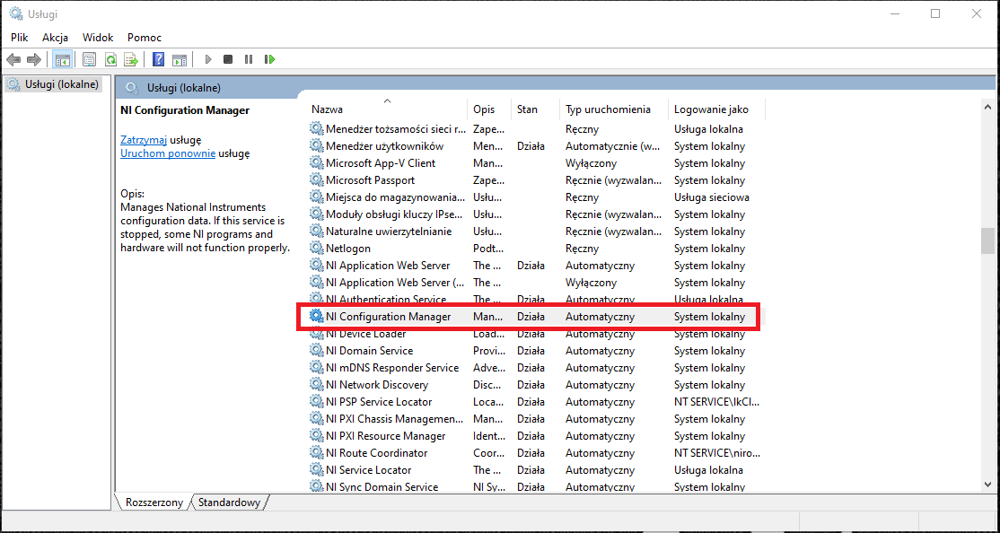 Usługi
Plik Akcja Widok Pomoc
Usługi (lokalne)
Usługi (lokalne)
NI Configuration Manager
Zatrzymaj usługę
Uruchom ponownie usługę
Opis:
Manages National Instruments
configuration data. If this service is
stopped, some NI programs and
hardware will not function properly.
Nazwa Opis Stan Typ uruchomienia Logowanie jako
Menedżer tożsamości sieci r... Zape... Ręczny Usługa lokalna
Menedżer użytkowników Men... Działa Automatycznie (w... System lokalny
Microsoft App-V Client Man... Wyłączony System lokalny
Microsoft Passport Zape... Ręcznie (wyzwalan... System lokalny
Miejsca do magazynowania... Usłu... Ręczny Usługa sieciowa
Moduły obsługi kluczy IPse... Usłu... Ręcznie (wyzwalan... System lokalny
Naturalne uwierzytelnianie Usłu... Ręcznie (wyzwalan... System lokalny
Netlogon Podt... Ręczny System lokalny
NI Application Web Server The ... Działa Automatyczny System lokalny
NI Application Web Server (... The ... Wyłączony System lokalny
NI Authentication Service The ... Działa Automatyczny Usługa lokalna
NI Configuration Manager Man... Działa Automatyczny System lokalny
NI Device Loader Load... Działa Automatyczny System lokalny
NI Domain Service Provi... Działa Automatyczny System lokalny
NI mDNS Responder Service Adve... Działa Automatyczny System lokalny
NI Network Discovery Disc... Działa Automatyczny System lokalny
NI PSP Service Locator Loca... Działa Automatyczny NT SERVICE\lkCl...
NI PXI Chassis Managemen... Man... Działa Automatyczny System lokalny
NI PXI Resource Manager Ident... Działa Automatyczny System lokalny
NI Route Coordinator Coor... Działa Automatyczny NT SERVICE\niro...
NI Service Locator The ... Działa Automatyczny Usługa lokalna
NI Sync Domain Service NI Sy... Działa Automatyczny System lokalny
Rozszerzony Standardowy